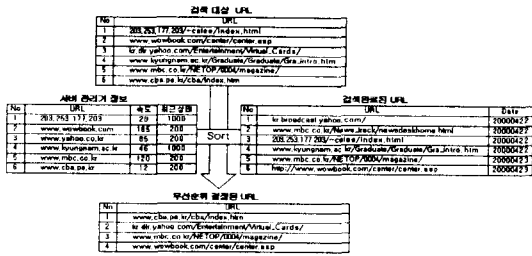 검색 대상 URL
No URL
1 203.253.177.203/~calee/index.html
2 www.wowbook.com/center/center.asp
3 kr.dir.yahoo.com/Entertainment/Virtual_Cards/
4 www.kyungnam.ac.kr/Graduate/Graduate/Gra_intro.htm
5 www.mbc.co.kr/NETOP/0004/magazine/
6 www.cba.pe.kr/cba/index.htm
서버 관리기 정보
No URL 속도 최근상황
1 203.253.177.203 20 1000
2 www.wowbook.com 185 200
3 www.yahoo.co.kr 85 200
4 www.kyungnam.ac.kr 46 1000
5 www.mbc.co.kr 120 200
6 www.cba.pe.kr 12 200
Sort
검색완료된 URL
No URL Date
1 kr.broadcast.yahoo.com/ 20000422
2 www.mbc.co.kr/News_desk/newsdeskhome.html 20000422
3 203.253.177.203/~calee/index.html 20000422
4 www.kyungnam.ac.kr/Graduate/Graduate/Gra_intro.htm 20000422
5 www.mbc.co.kr/NETOP/0004/magazine/ 20000423
6 http://www.wowbook.com/center/center.asp 20000423
우선순위 결정된 URL
No URL
1 www.cba.pe.kr/cba/index.htm
2 kr.dir.yahoo.com/Entertainment/Virtual_Cards/
3 www.mbc.co.kr/NETOP/0004/magazine/
4 www.wowbook.com/center/center.asp